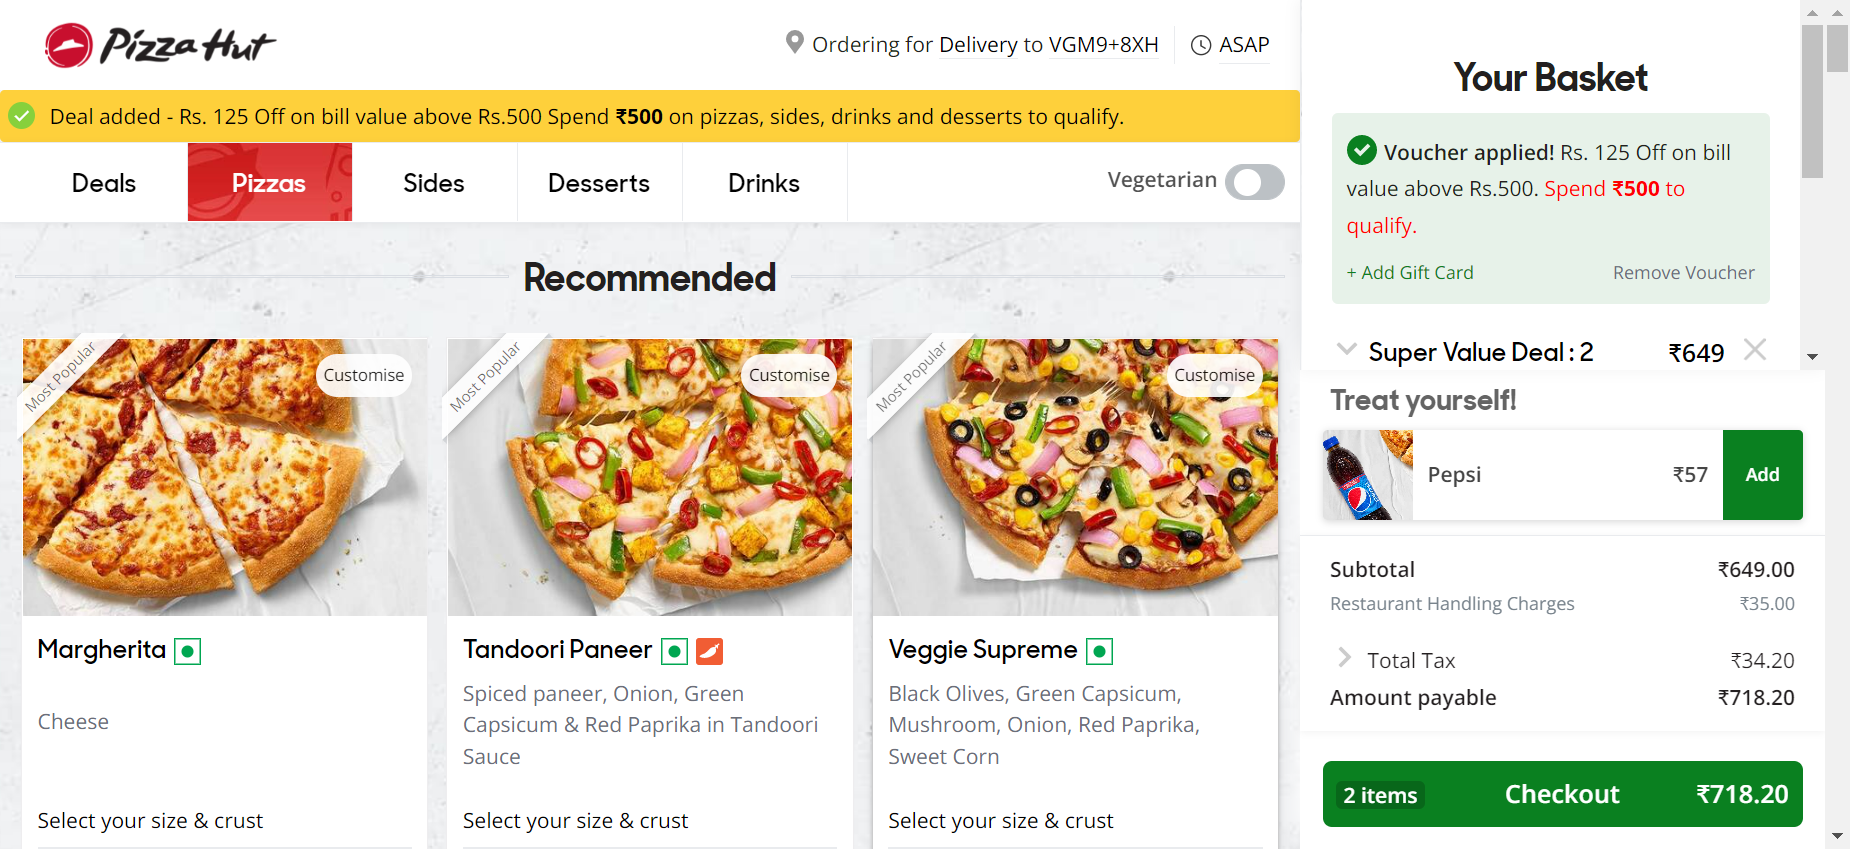 Pizza Hut
Ordering for Delivery to VGM9+8XH
ASAP
Deal added - Rs. 125 Off on bill value above Rs.500 Spend ₹500 on pizzas, sides, drinks and desserts to qualify.
Deals
Pizzas
Sides
Desserts
Drinks
Vegetarian
Recommended
Most Popular
Customise
Margherita
Cheese
Select your size & crust
Most Popular
Customise
Tandoori Paneer
Spiced paneer, Onion, Green
Capsicum & Red Paprika in Tandoori
Sauce
Select your size & crust
Most Popular
Customise
Veggie Supreme
Black Olives, Green Capsicum,
Mushroom, Onion, Red Paprika,
Sweet Corn
Select your size & crust
Your Basket
Voucher applied! Rs. 125 Off on bill
value above Rs.500. Spend ₹500 to
qualify.
+ Add Gift Card
Remove Voucher
Super Value Deal : 2 ₹649
Treat yourself!
Pepsi ₹57 Add
Subtotal ₹649.00
Restaurant Handling Charges ₹35.00
Total Tax ₹34.20
Amount payable ₹718.20
2 items Checkout ₹718.20